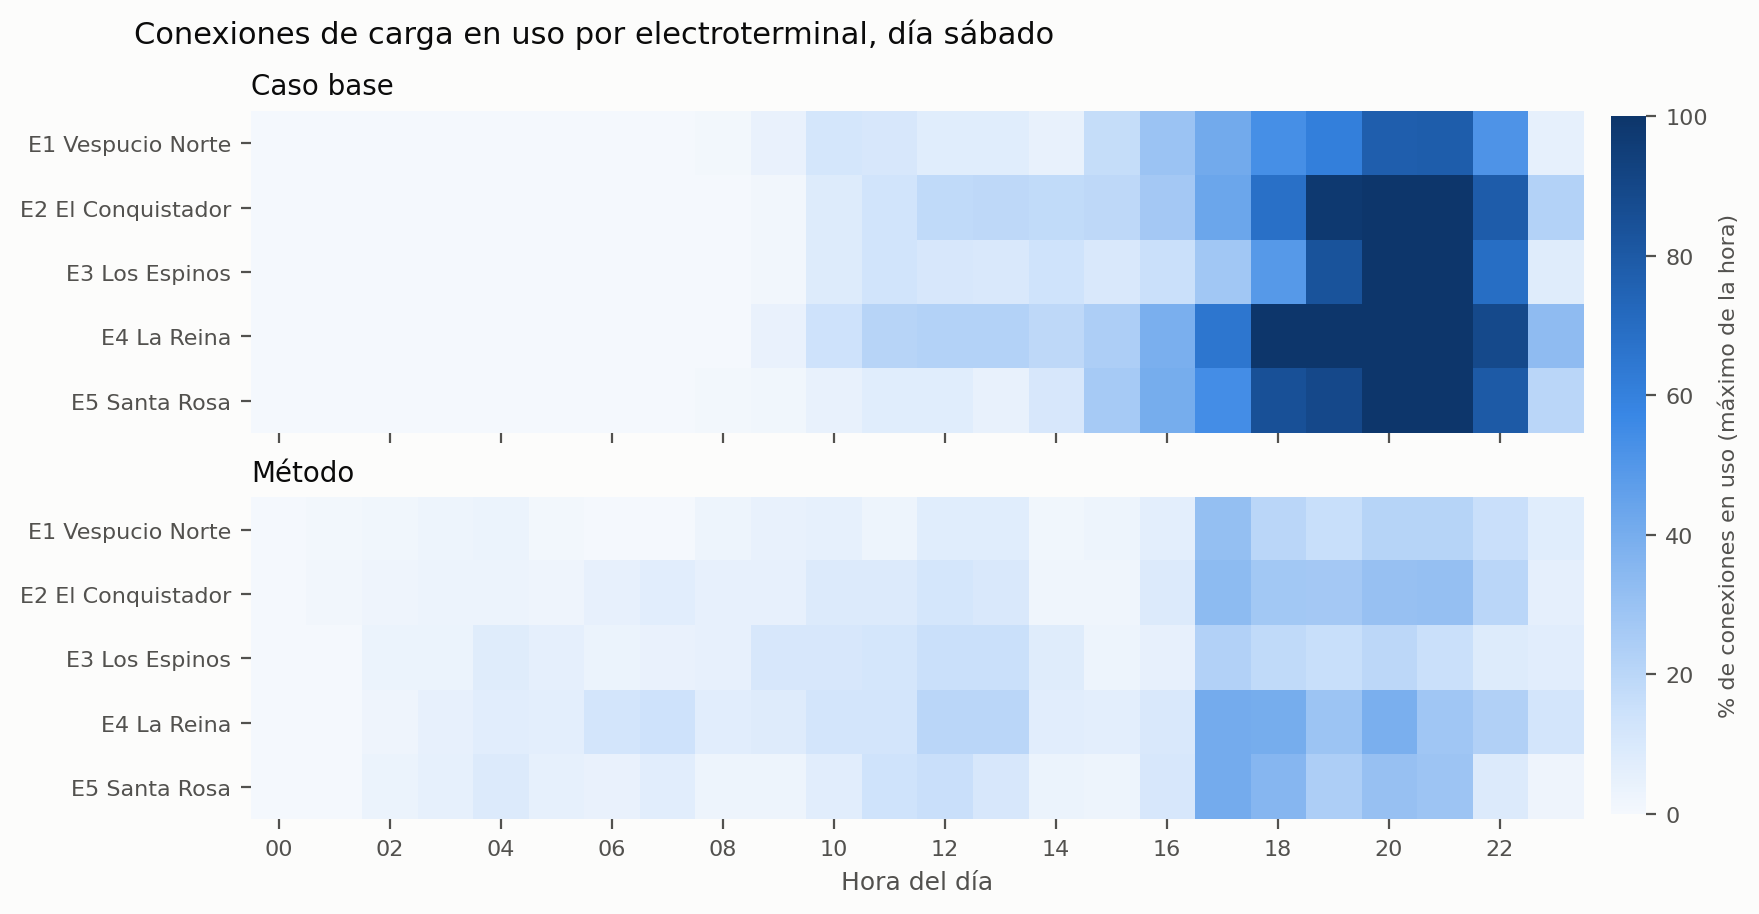 Conexiones de carga en uso por electroterminal, día sábado
Caso base
E1 Vespucio Norte
E2 El Conquistador
E3 Los Espinos
E4 La Reina
E5 Santa Rosa
Método
E1 Vespucio Norte
E2 El Conquistador
E3 Los Espinos
E4 La Reina
E5 Santa Rosa
00 02 04 06 08 10 12 14 16 18 20 22
Hora del día
100
80
60
40
20
0
% de conexiones en uso (máximo de la hora)